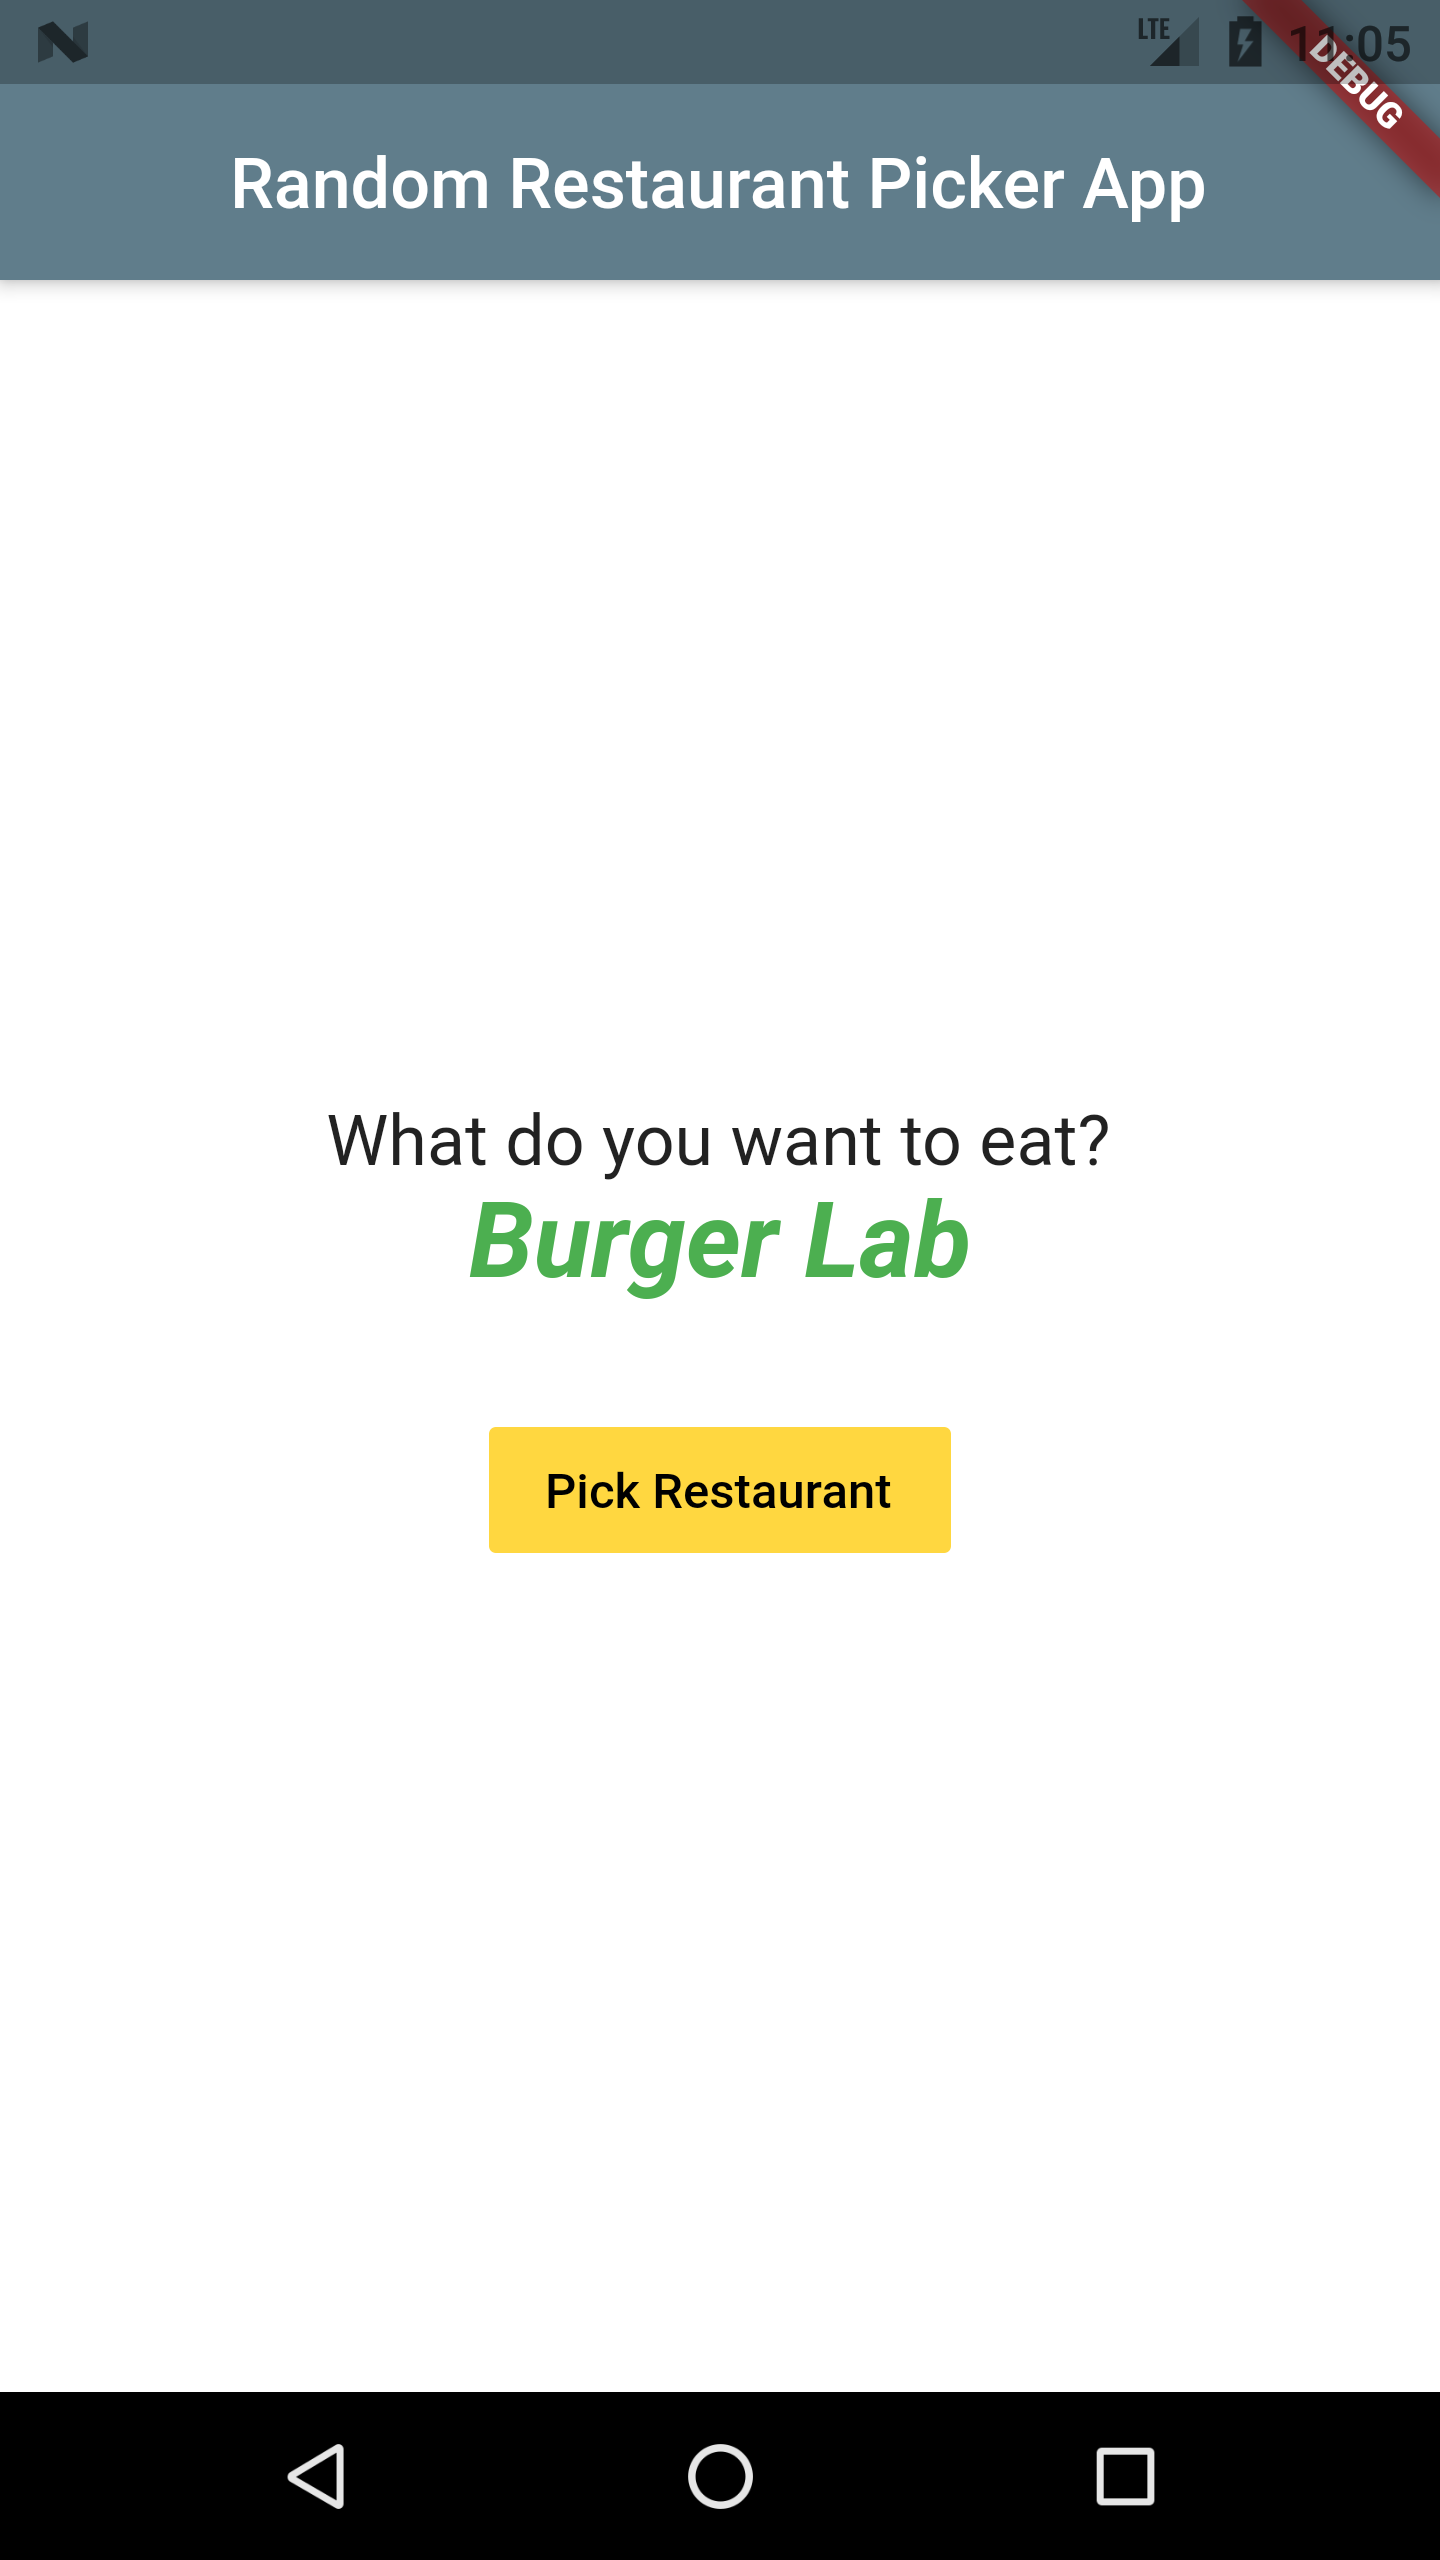 LTE 11:05
DEBUG
Random Restaurant Picker App
What do you want to eat?
Burger Lab
Pick Restaurant